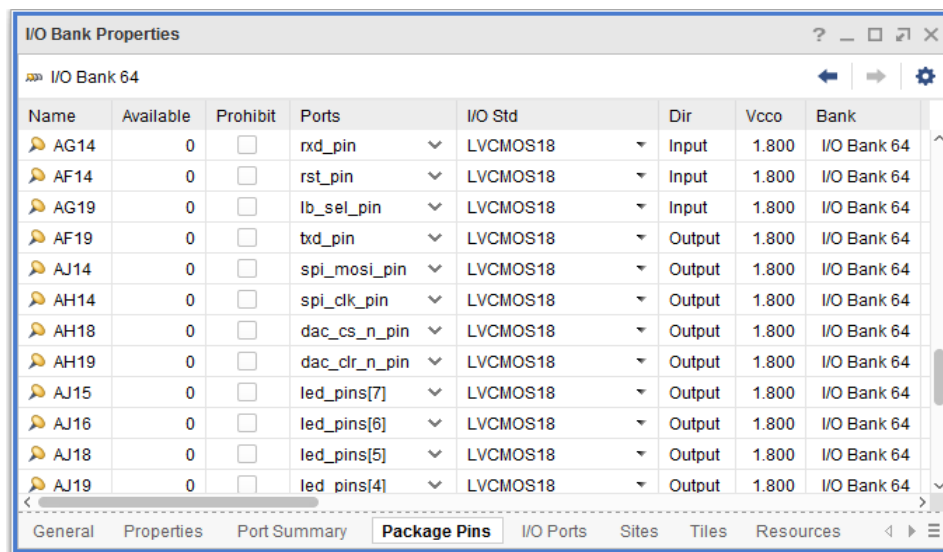 I/O Bank Properties
I/O Bank 64
Name Available Prohibit Ports I/O Std Dir Vcco Bank
AG14 0 rxd_pin LVCMOS18 Input 1.800 I/O Bank 64
AF14 0 rst_pin LVCMOS18 Input 1.800 I/O Bank 64
AG19 0 lb_sel_pin LVCMOS18 Input 1.800 I/O Bank 64
AF19 0 txd_pin LVCMOS18 Output 1.800 I/O Bank 64
AJ14 0 spi_mosi_pin LVCMOS18 Output 1.800 I/O Bank 64
AH14 0 spi_clk_pin LVCMOS18 Output 1.800 I/O Bank 64
AH18 0 dac_cs_n_pin LVCMOS18 Output 1.800 I/O Bank 64
AH19 0 dac_clr_n_pin LVCMOS18 Output 1.800 I/O Bank 64
AJ15 0 led_pins[7] LVCMOS18 Output 1.800 I/O Bank 64
AJ16 0 led_pins[6] LVCMOS18 Output 1.800 I/O Bank 64
AJ18 0 led_pins[5] LVCMOS18 Output 1.800 I/O Bank 64
AJ19 0 led_pins[4] LVCMOS18 Output 1.800 I/O Bank 64
General Properties Port Summary Package Pins I/O Ports Sites Tiles Resources